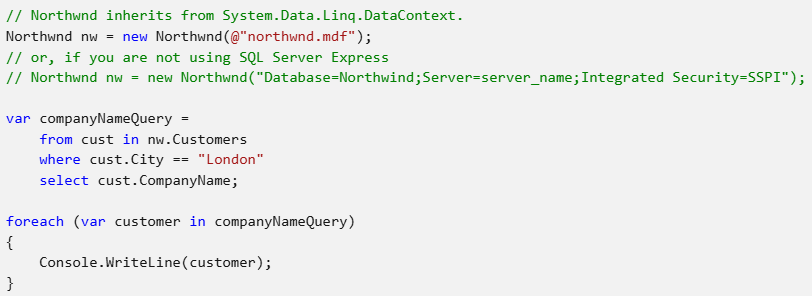 // Northwnd inherits from System.Data.Linq.DataContext.
Northwnd nw = new Northwnd(@"northwnd.mdf");
// or, if you are not using SQL Server Express
// Northwnd nw = new Northwnd("Database=Northwind;Server=server_name;Integrated Security=SSPI");

var companyNameQuery =
    from cust in nw.Customers
    where cust.City == "London"
    select cust.CompanyName;

foreach (var customer in companyNameQuery)
{
    Console.WriteLine(customer);
}